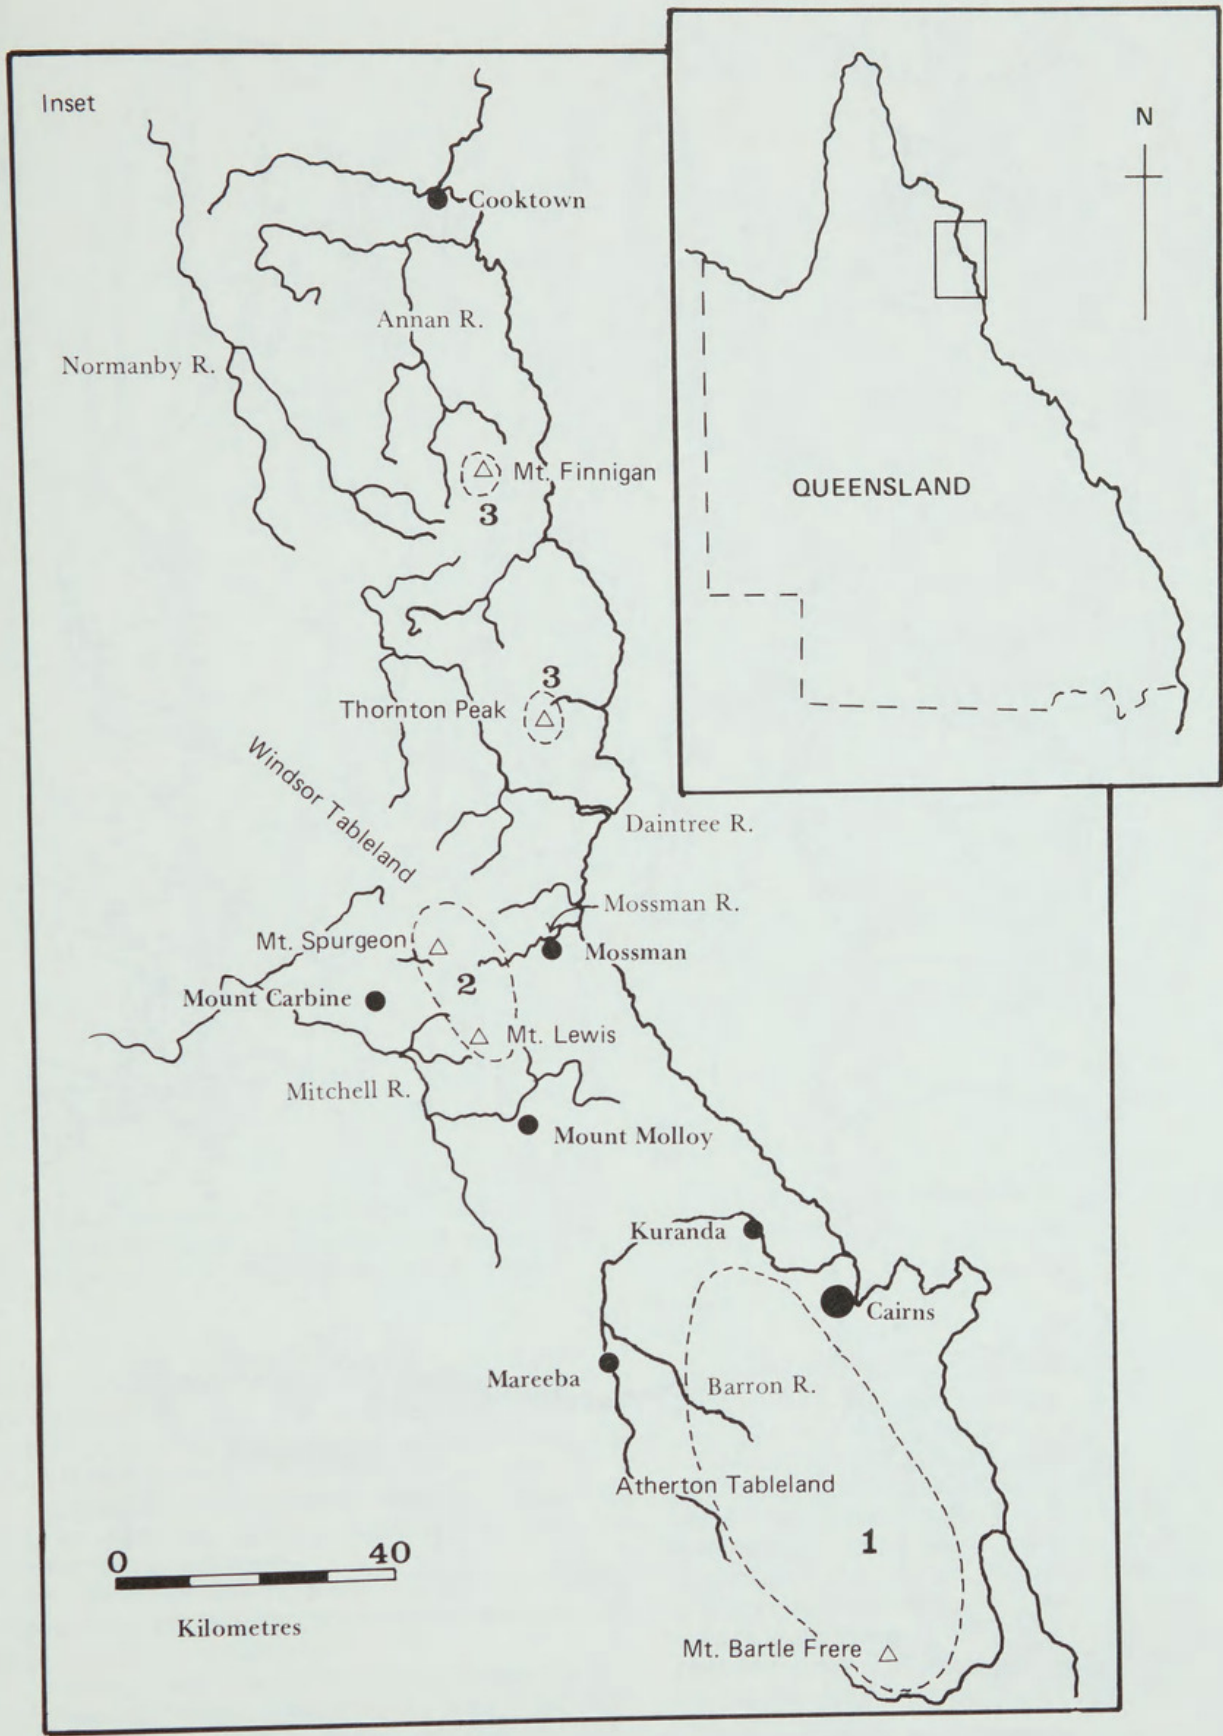 Inset
N
Cooktown
Annan R.
Normanby R.
Mt. Finnigan
QUEENSLAND
3
3
Thornton Peak
Windsor Tableland
Daintree R.
Mossman R.
Mt. Spurgeon
Mossman
2
Mount Carbine
Mt. Lewis
Mitchell R.
Mount Molloy
Kuranda
Cairns
Mareeba
Barron R.
Atherton Tableland
1
0 40
Kilometres
Mt. Bartle Frere